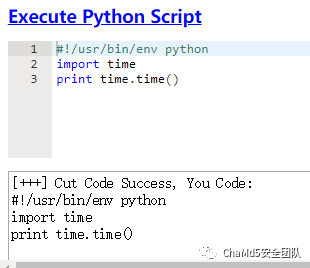 Execute Python Script
1 #!/usr/bin/env python
2 import time
3 print time.time()
[+++] Cut Code Success, You Code:
#!/usr/bin/env python
import time
print time.time()
ChaMd5安全团队